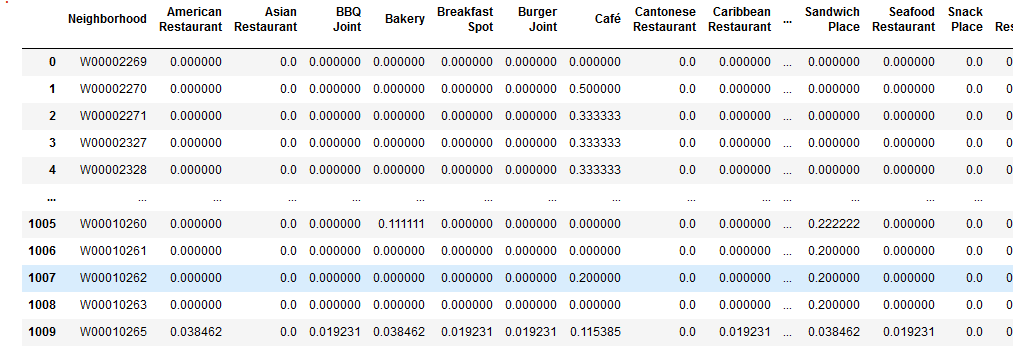 Neighborhood American Restaurant Asian Restaurant BBQ Joint Bakery Breakfast Spot Burger Joint Café Cantonese Restaurant Caribbean Restaurant ... Sandwich Place Seafood Restaurant Snack Place Res
0 W00002269 0.000000 0.0 0.000000 0.000000 0.000000 0.000000 0.000000 0.0 0.000000 ... 0.000000 0.000000 0.0 0
1 W00002270 0.000000 0.0 0.000000 0.000000 0.000000 0.000000 0.500000 0.0 0.000000 ... 0.000000 0.000000 0.0 0
2 W00002271 0.000000 0.0 0.000000 0.000000 0.000000 0.000000 0.333333 0.0 0.000000 ... 0.000000 0.000000 0.0 0
3 W00002327 0.000000 0.0 0.000000 0.000000 0.000000 0.000000 0.333333 0.0 0.000000 ... 0.000000 0.000000 0.0 0
4 W00002328 0.000000 0.0 0.000000 0.000000 0.000000 0.000000 0.333333 0.0 0.000000 ... 0.000000 0.000000 0.0 0
... ... ... ... ... ... ... ... ... ... ... ... ... ... ...
1005 W00010260 0.000000 0.0 0.000000 0.111111 0.000000 0.000000 0.000000 0.0 0.000000 ... 0.222222 0.000000 0.0 0
1006 W00010261 0.000000 0.0 0.000000 0.000000 0.000000 0.000000 0.000000 0.0 0.000000 ... 0.200000 0.000000 0.0 0
1007 W00010262 0.000000 0.0 0.000000 0.000000 0.000000 0.000000 0.200000 0.0 0.000000 ... 0.200000 0.000000 0.0 0
1008 W00010263 0.000000 0.0 0.000000 0.000000 0.000000 0.000000 0.000000 0.0 0.000000 ... 0.200000 0.000000 0.0 0
1009 W00010265 0.038462 0.0 0.019231 0.038462 0.019231 0.019231 0.115385 0.0 0.019231 ... 0.038462 0.019231 0.0 0